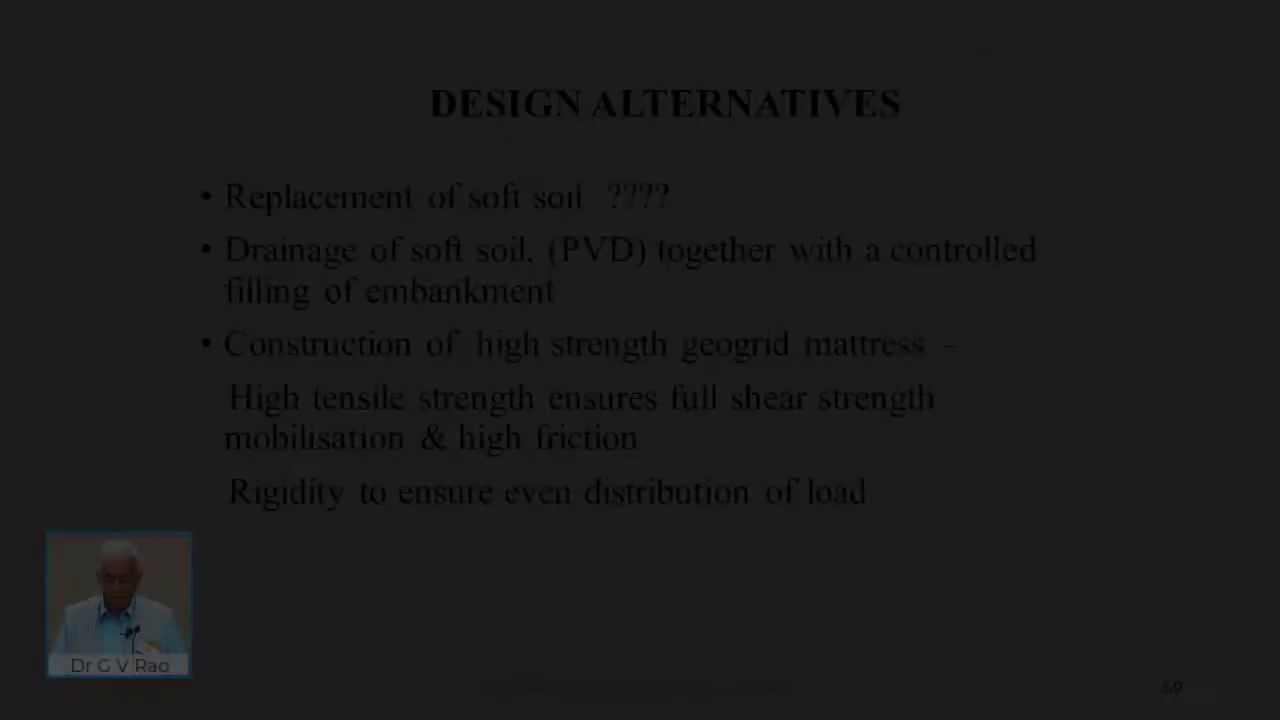 DESIGN ALTERNATIVES
• Replacement of soft soil ????
• Drainage of soft soil, (PVD) together with a controlled
filling of embankment
• Construction of high strength geogrid mattress –
High tensile strength ensures full shear strength
mobilisation & high friction
Rigidity to ensure even distribution of load
Dr G V Rao
69